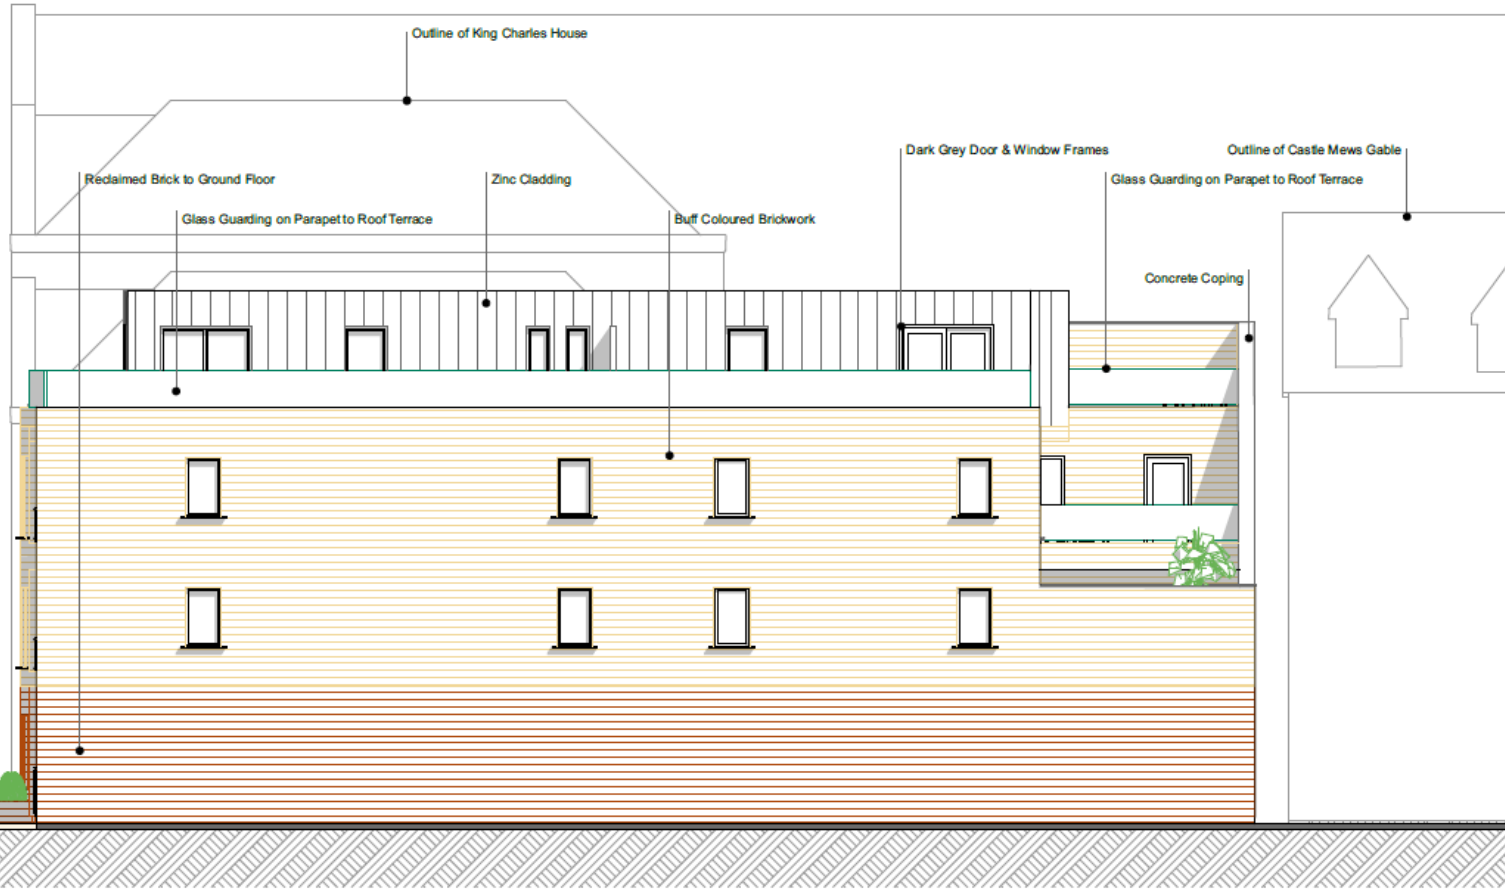 Outline of King Charles House
Dark Grey Door & Window Frames
Outline of Castle Mews Gable
Reclaimed Brick to Ground Floor
Zinc Cladding
Glass Guarding on Parapet to Roof Terrace
Glass Guarding on Parapet to Roof Terrace
Buff Coloured Brickwork
Concrete Coping